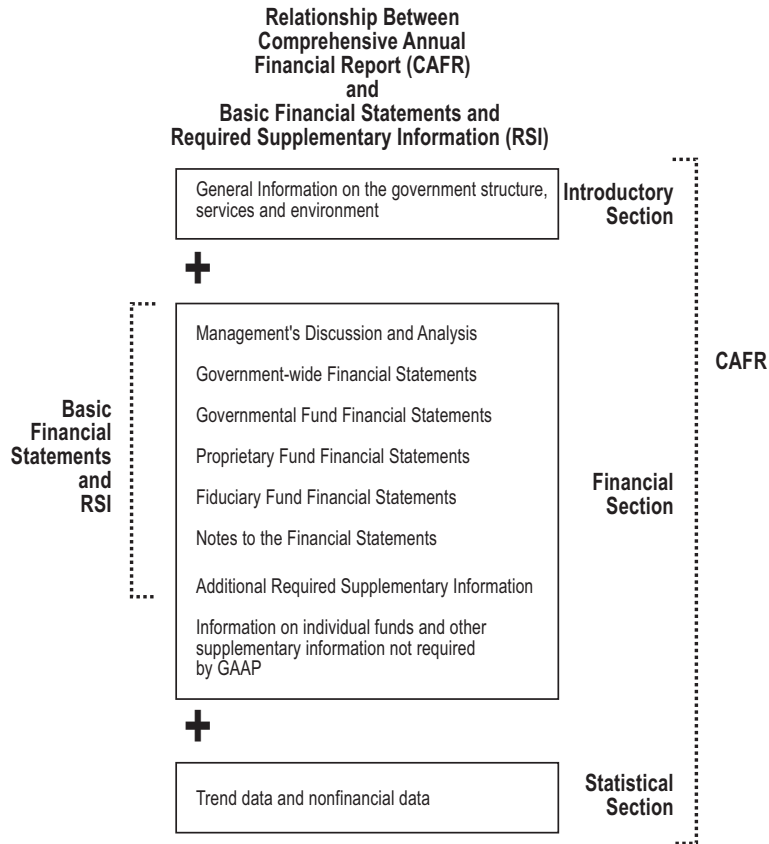 Relationship Between
Comprehensive Annual
Financial Report (CAFR)
and
Basic Financial Statements and
Required Supplementary Information (RSI)
General Information on the government structure,
services and environment
Introductory
Section
+
Management's Discussion and Analysis
Government-wide Financial Statements
Governmental Fund Financial Statements
Proprietary Fund Financial Statements
Fiduciary Fund Financial Statements
Notes to the Financial Statements
Additional Required Supplementary Information
Information on individual funds and other
supplementary information not required
by GAAP
Basic
Financial
Statements
and
RSI
Financial
Section
CAFR
+
Trend data and nonfinancial data
Statistical
Section